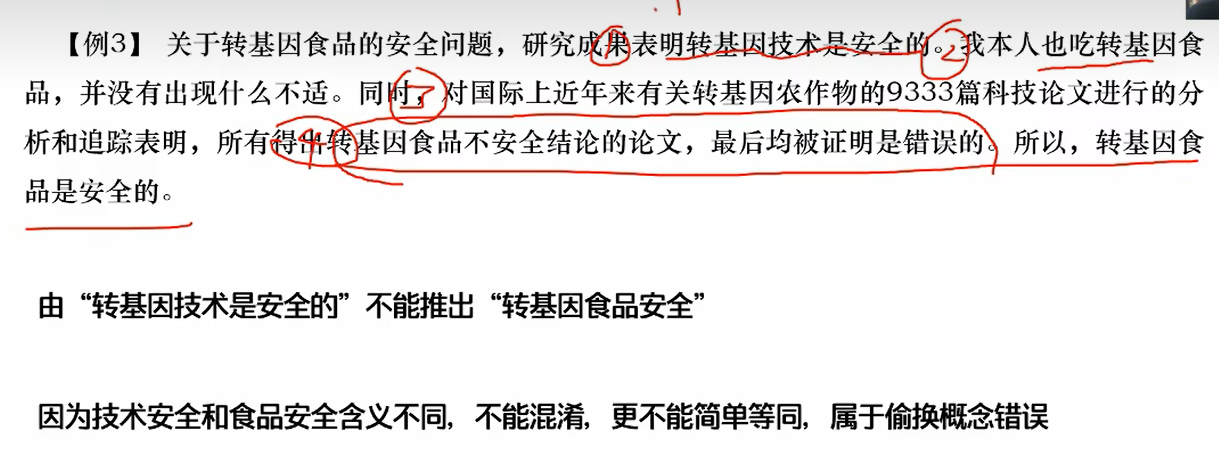 【例3】 关于转基因食品的安全问题，研究成果表明转基因技术是安全的。我本人也吃转基因食
品，并没有出现什么不适。同时，对国际上近年来有关转基因农作物的9333篇科技论文进行的分
析和追踪表明，所有得出转基因食品不安全结论的论文，最后均被证明是错误的。所以，转基因食
品是安全的。
由“转基因技术是安全的”不能推出“转基因食品安全”
因为技术安全和食品安全含义不同，不能混淆，更不能简单等同，属于偷换概念错误